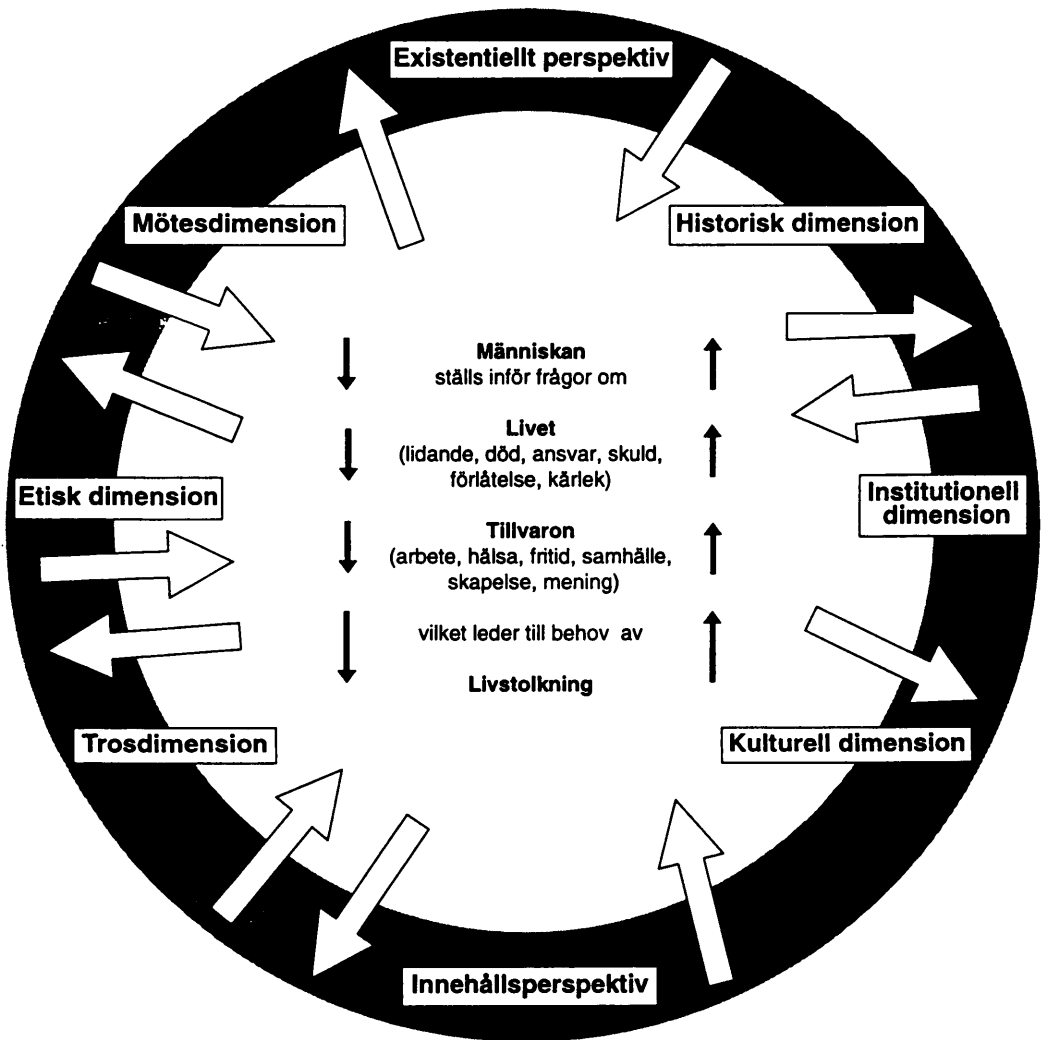 Existentiellt perspektiv
Mötesdimension
Historisk dimension
Människan
ställs inför frågor om
Livet
(lidande, död, ansvar, skuld,
förlåtelse, kärlek)
Etisk dimension
Institutionell
dimension
Tillvaron
(arbete, hälsa, fritid, samhälle,
skapelse, mening)
vilket leder till behov av
Livstolkning
Trosdimension
Kulturell dimension
Innehållsperspektiv